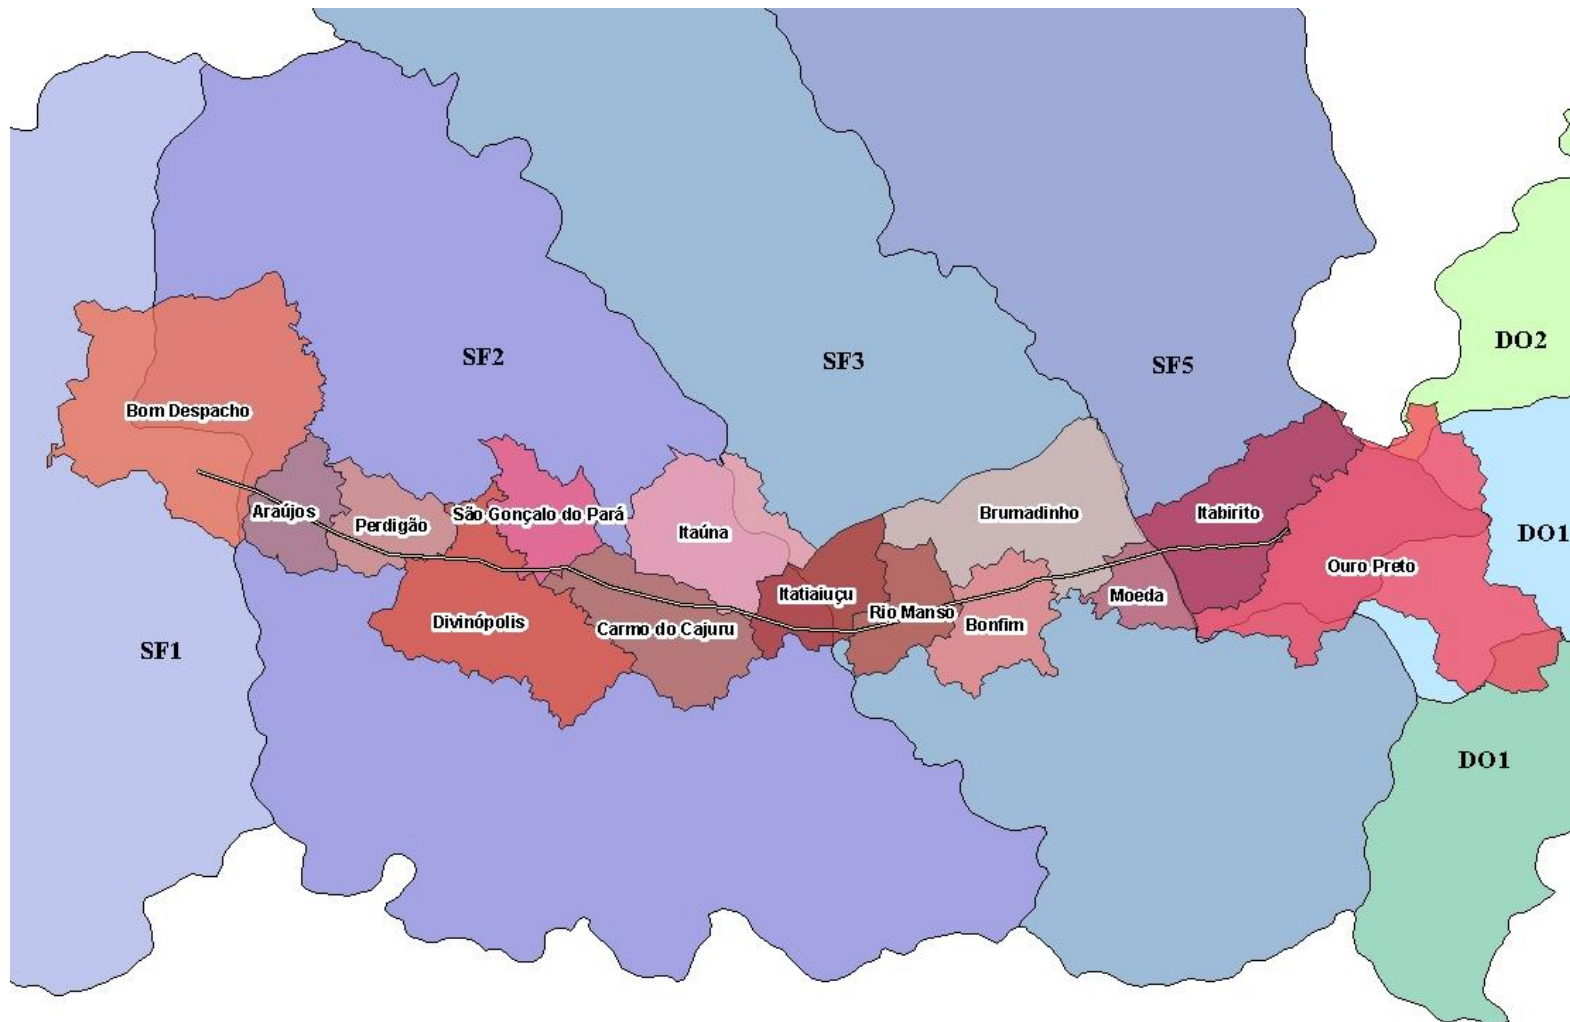 DO2
SF2
SF3
SF5
Bom Despacho
Araújos
Perdigão
São Gonçalo do Pará
Itaúna
Brumadinho
Itabirito
DO1
Ouro Preto
Divinópolis
Carmo do Cajuru
Itatiaiuçu
Rio Manso
Bonfim
Moeda
SF1
DO1